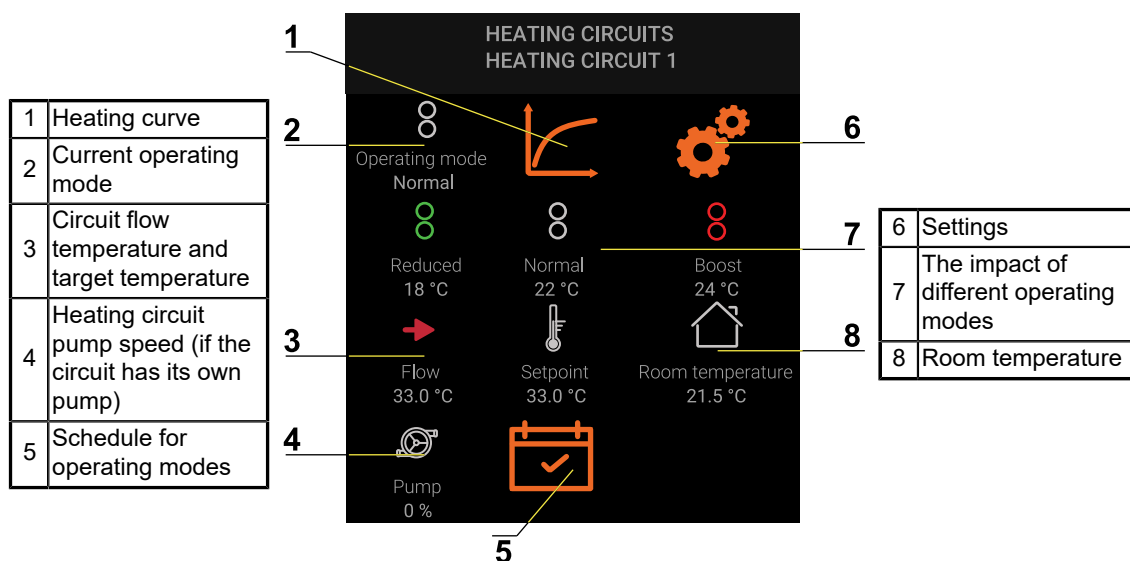 HEATING CIRCUITS
HEATING CIRCUIT 1
1
2
3
4
5
6
7
8
1 Heating curve
2 Current operating
mode
3 Circuit flow
temperature and
target temperature
4 Heating circuit
pump speed (if the
circuit has its own
pump)
5 Schedule for
operating modes
Operating mode
Normal
Reduced Normal Boost
18 °C 22 °C 24 °C
Flow Setpoint Room temperature
33.0 °C 33.0 °C 21.5 °C
Pump
0 %
6 Settings
7 The impact of
different operating
modes
8 Room temperature